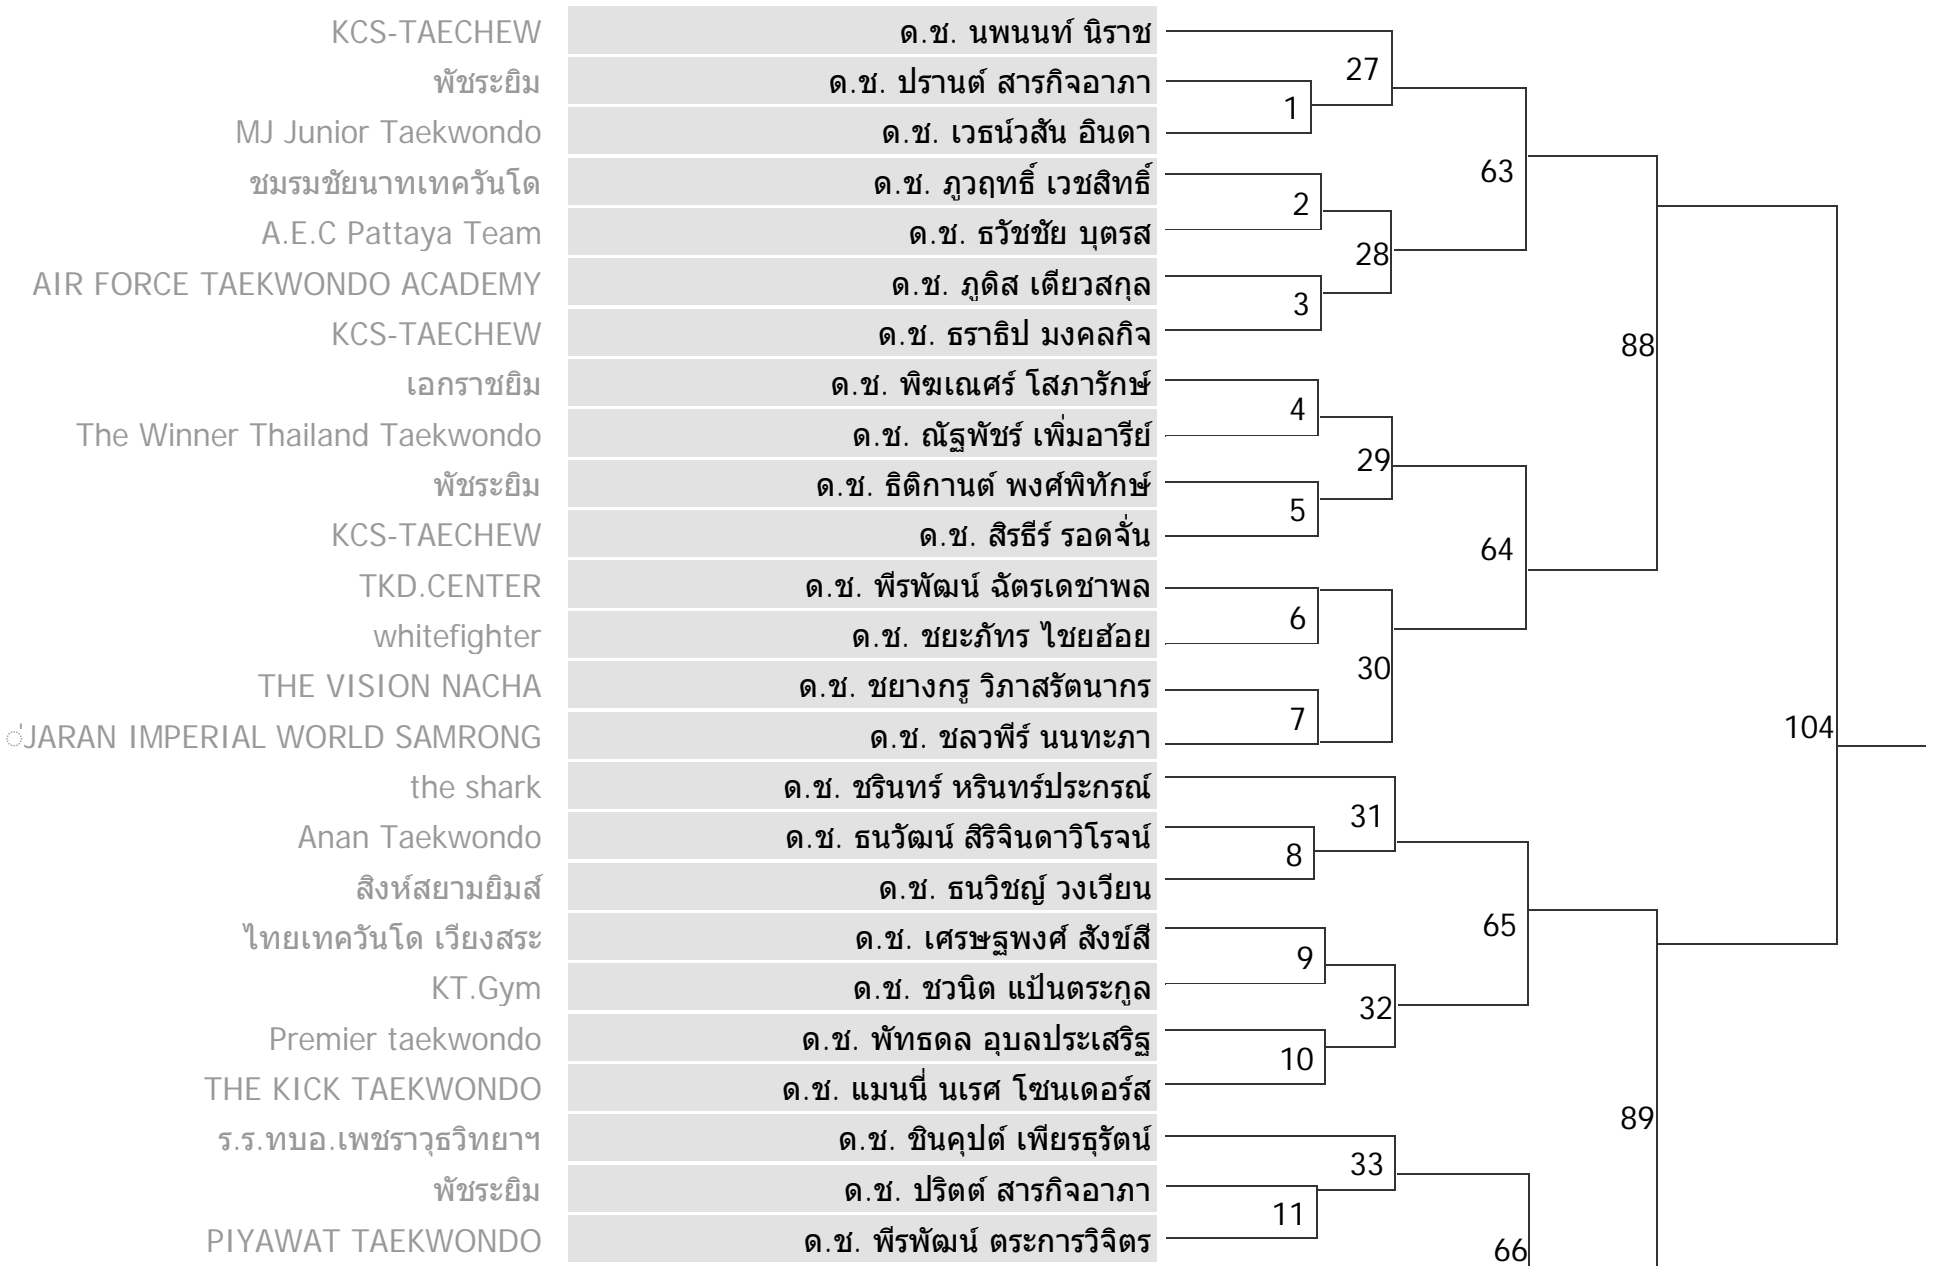 KCS-TAECHEW ด.ช. นพนนท์ นิราช
27
พัชระยิม ด.ช. ปรานต์ สารกิจอาภา
1
MJ Junior Taekwondo ด.ช. เวธน์วสัน อินดา
63
ชมรมชัยนาทเทควันโด ด.ช. ภูวฤทธิ์ เวชสิทธิ์
2
A.E.C Pattaya Team ด.ช. ธวัชชัย บุตรส
28
AIR FORCE TAEKWONDO ACADEMY ด.ช. ภูดิส เตียวสกุล
3
KCS-TAECHEW ด.ช. ธราธิป มงคลกิจ
88
เอกราชยิม ด.ช. พิฆเณศร์ โสภารักษ์
4
The Winner Thailand Taekwondo ด.ช. ณัฐพัชร์ เพิ่มอารีย์
29
พัชระยิม ด.ช. ธิติกานต์ พงศ์พิทักษ์
5
KCS-TAECHEW ด.ช. สิรธีร์ รอดจั่น
64
TKD.CENTER ด.ช. พีรพัฒน์ ฉัตรเดชาพล
6
whitefighter ด.ช. ชยะภัทร ไชยฮ้อย
30
THE VISION NACHA ด.ช. ชยางกรู วิภาสรัตนากร
7
่JARAN IMPERIAL WORLD SAMRONG ด.ช. ชลวพีร์ นนทะภา
104
the shark ด.ช. ชรินทร์ หรินทร์ประกรณ์
31
Anan Taekwondo ด.ช. ธนวัฒน์ สิริจินดาวิโรจน์
8
สิงห์สยามยิมส์ ด.ช. ธนวิชญ์ วงเวียน
65
ไทยเทควันโด เวียงสระ ด.ช. เศรษฐพงศ์ สังข์สี
9
KT.Gym ด.ช. ชวนิต แป้นตระกูล
32
Premier taekwondo ด.ช. พัทธดล อุบลประเสริฐ
10
THE KICK TAEKWONDO ด.ช. แมนนี่ นเรศ โซนเดอร์ส
89
ร.ร.ทบอ.เพชราวุธวิทยาฯ ด.ช. ชินคุปต์ เพียรธุรัตน์
33
พัชระยิม ด.ช. ปริตต์ สารกิจอาภา
11
PIYAWAT TAEKWONDO ด.ช. พีรพัฒน์ ตระการวิจิตร
66